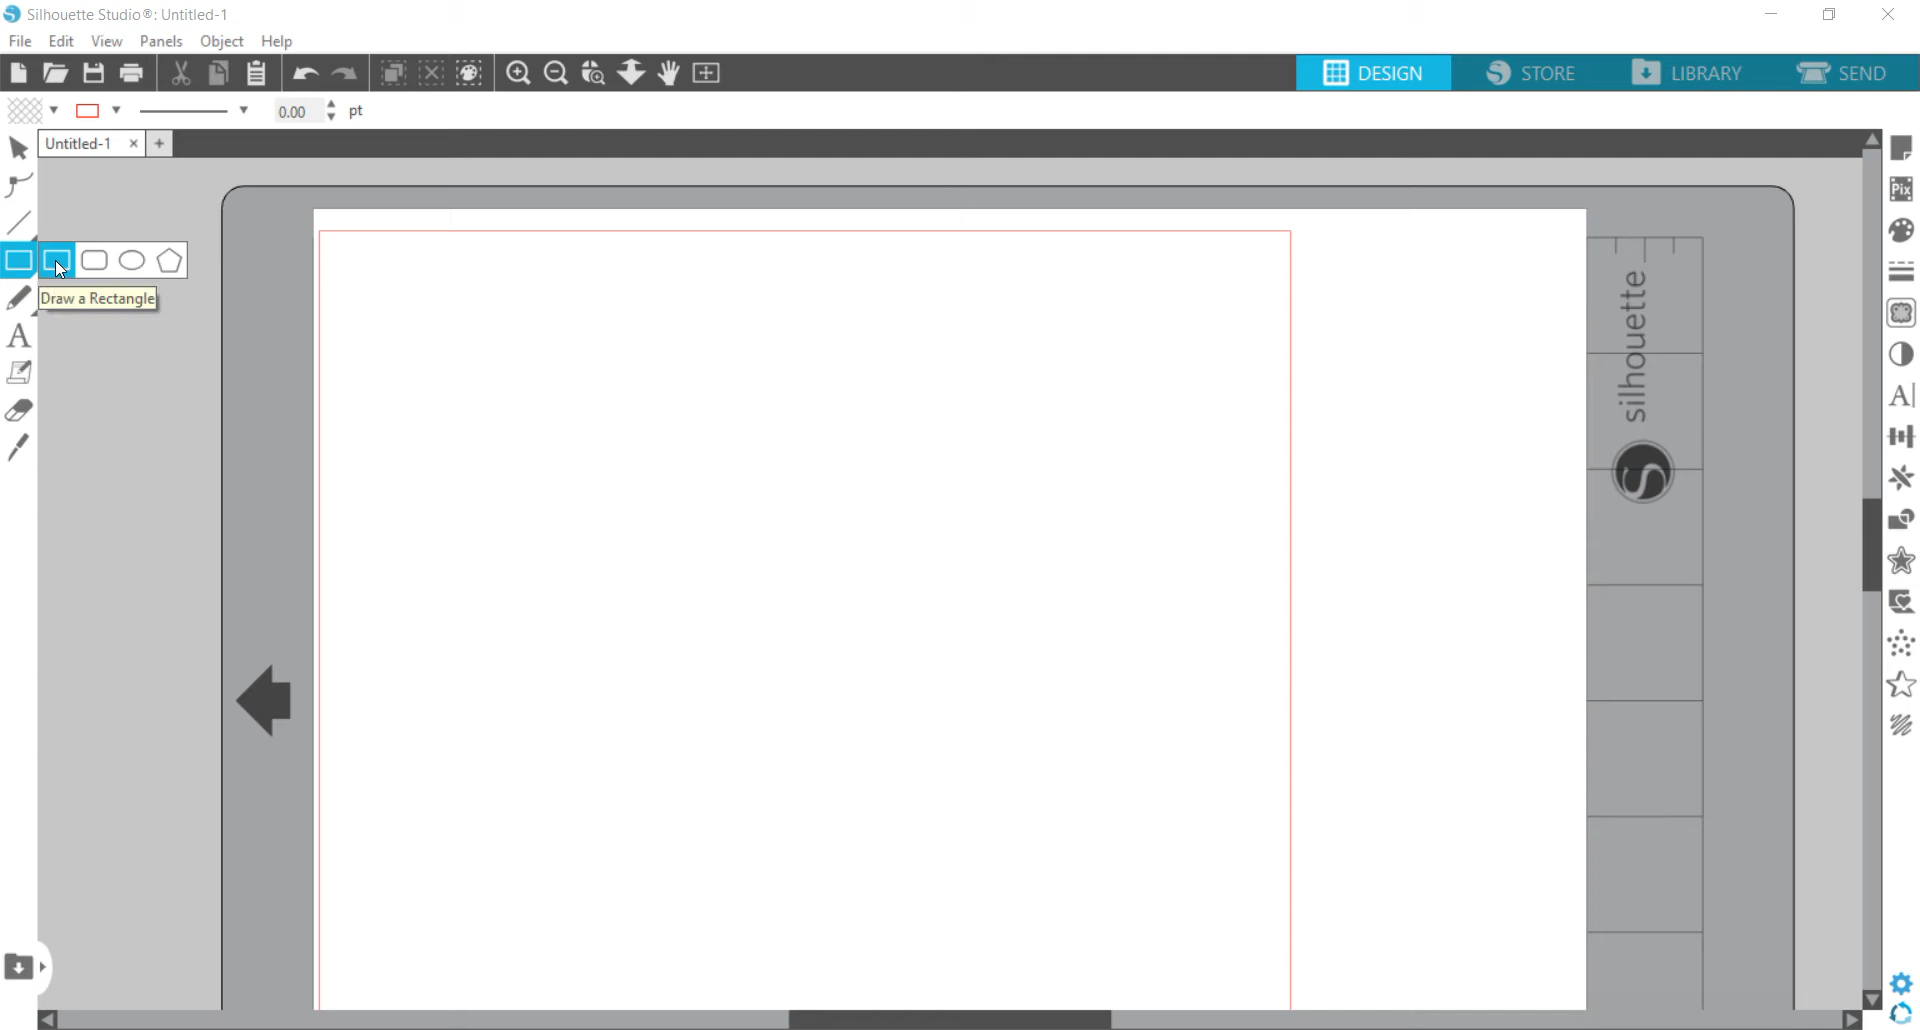 Silhouette Studio®: Untitled-1
File Edit View Panels Object Help
DESIGN STORE LIBRARY SEND
0.00 pt
Untitled-1 × +
Pix
Draw a Rectangle
A
A
silhouette